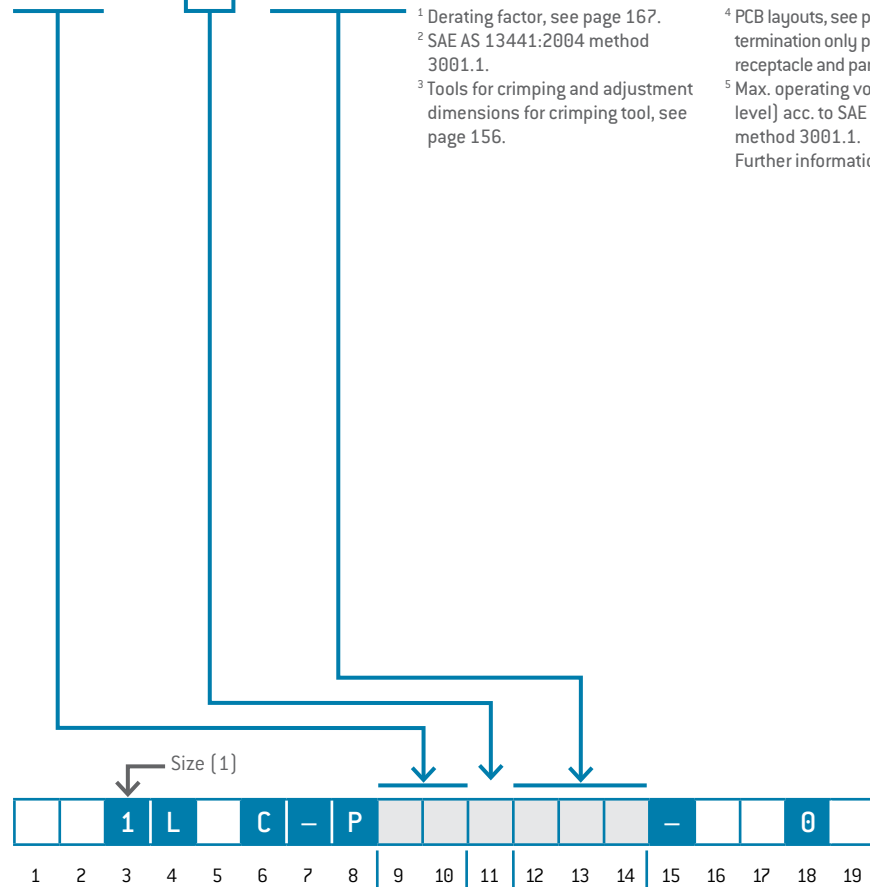 ¹ Derating factor, see page 167.
² SAE AS 13441:2004 method
3001.1.
³ Tools for crimping and adjustment
dimensions for crimping tool, see
page 156.
⁴ PCB layouts, see
termination only
receptacle and
⁵ Max. operating
level) acc. to SAE
method 3001.1.
Further
Size (1)
1 L C – P – 0
1 2 3 4 5 6 7 8 9 10 11 12 13 14 15 16 17 18 19